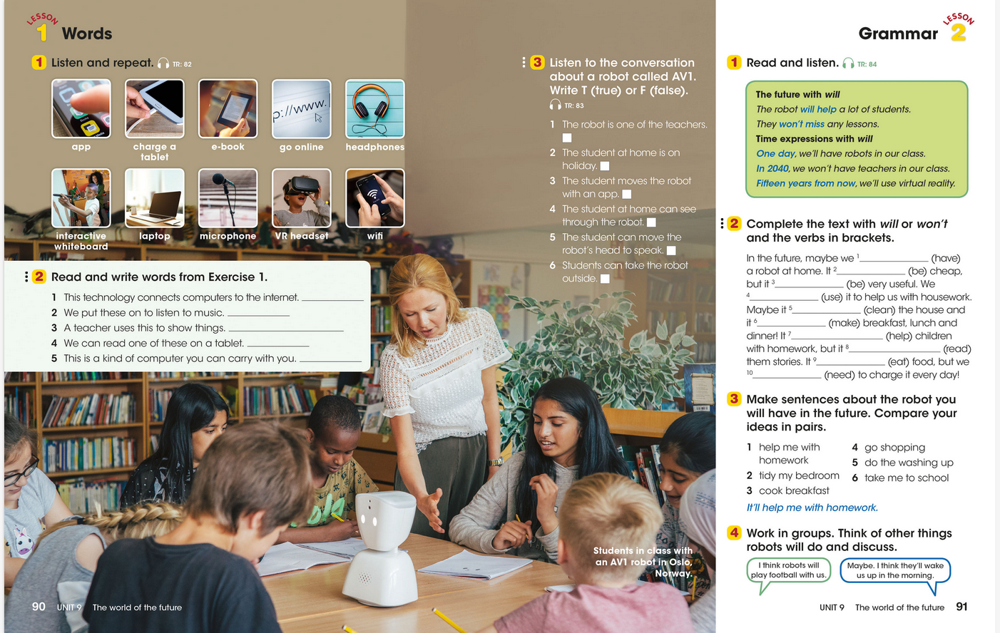 LESSON
1 Words
1 Listen and repeat. TR: 82
app
charge a
tablet
e-book
go online
headphones
p://www.
interactive
whiteboard
laptop
microphone
VR headset
wifi
2 Read and write words from Exercise 1.
1 This technology connects computers to the internet. ____________
2 We put these on to listen to music. ____________
3 A teacher uses this to show things. ____________
4 We can read one of these on a tablet. ____________
5 This is a kind of computer you can carry with you. ____________
3 Listen to the conversation
about a robot called AV1.
Write T (true) or F (false).
TR: 83
1 The robot is one of the teachers.
2 The student at home is on
holiday.
3 The student moves the robot
with an app.
4 The student at home can see
through the robot.
5 The student can move the
robot's head to speak.
6 Students can take the robot
outside.
Students in class with
an AV1 robot in Oslo,
Norway.
90 UNIT 9 The world of the future
LESSON
Grammar 2
1 Read and listen. TR: 84
The future with will
The robot will help a lot of students.
They won't miss any lessons.
Time expressions with will
One day, we'll have robots in our class.
In 2040, we won't have teachers in our class.
Fifteen years from now, we'll use virtual reality.
2 Complete the text with will or won't
and the verbs in brackets.
In the future, maybe we 1____________ (have)
a robot at home. It 2____________ (be) cheap,
but it 3____________ (be) very useful. We
4____________ (use) it to help us with housework.
Maybe it 5____________ (clean) the house and
it 6____________ (make) breakfast, lunch and
dinner! It 7____________ (help) children
with homework, but it 8____________ (read)
them stories. It 9____________ (eat) food, but we
10____________ (need) to charge it every day!
3 Make sentences about the robot you
will have in the future. Compare your
ideas in pairs.
1 help me with
homework
2 tidy my bedroom
3 cook breakfast
4 go shopping
5 do the washing up
6 take me to school
It'll help me with homework.
4 Work in groups. Think of other things
robots will do and discuss.
I think robots will
play football with us.
Maybe. I think they'll wake
us up in the morning.
UNIT 9 The world of the future 91